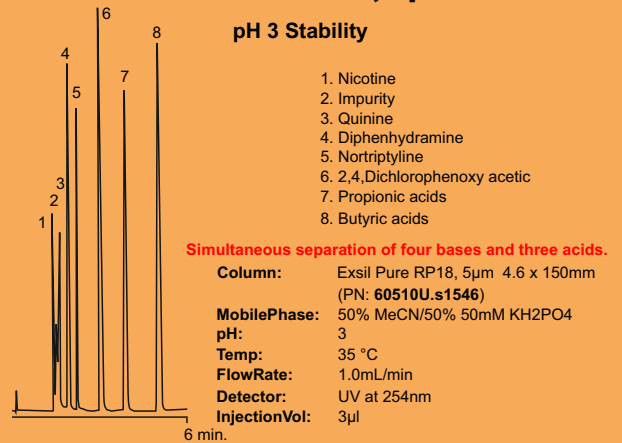 pH 3 Stability
6
8
4
7
5
3
2
1
1. Nicotine
2. Impurity
3. Quinine
4. Diphenhydramine
5. Nortriptyline
6. 2,4,Dichlorophenoxy acetic
7. Propionic acids
8. Butyric acids
Simultaneous separation of four bases and three acids.
Column: Exsil Pure RP18, 5µm 4.6 x 150mm
(PN: 60510U.s1546)
MobilePhase: 50% MeCN/50% 50mM KH2PO4
pH: 3
Temp: 35 °C
FlowRate: 1.0mL/min
Detector: UV at 254nm
InjectionVol: 3µl
6 min.